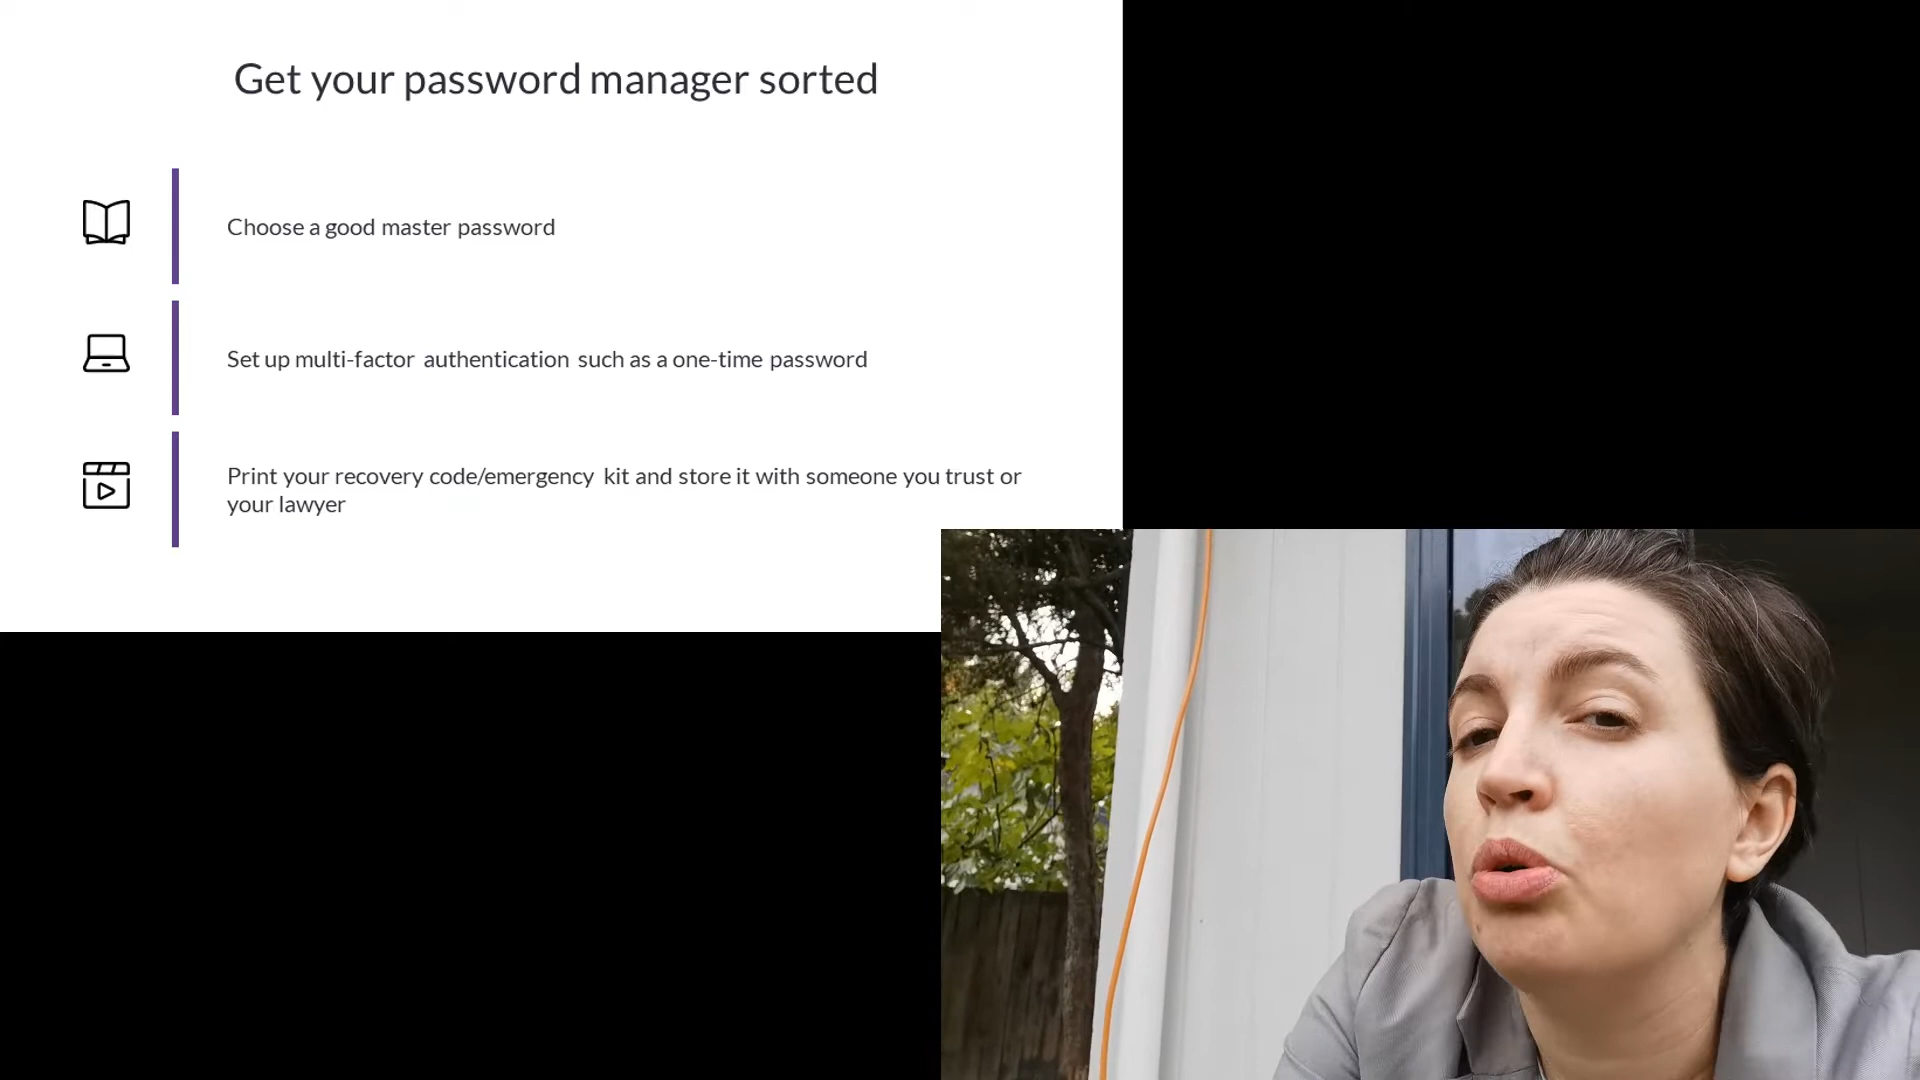 Get your password manager sorted
Choose a good master password
Set up multi-factor authentication such as a one-time password
Print your recovery code/emergency kit and store it with someone you trust or
your lawyer